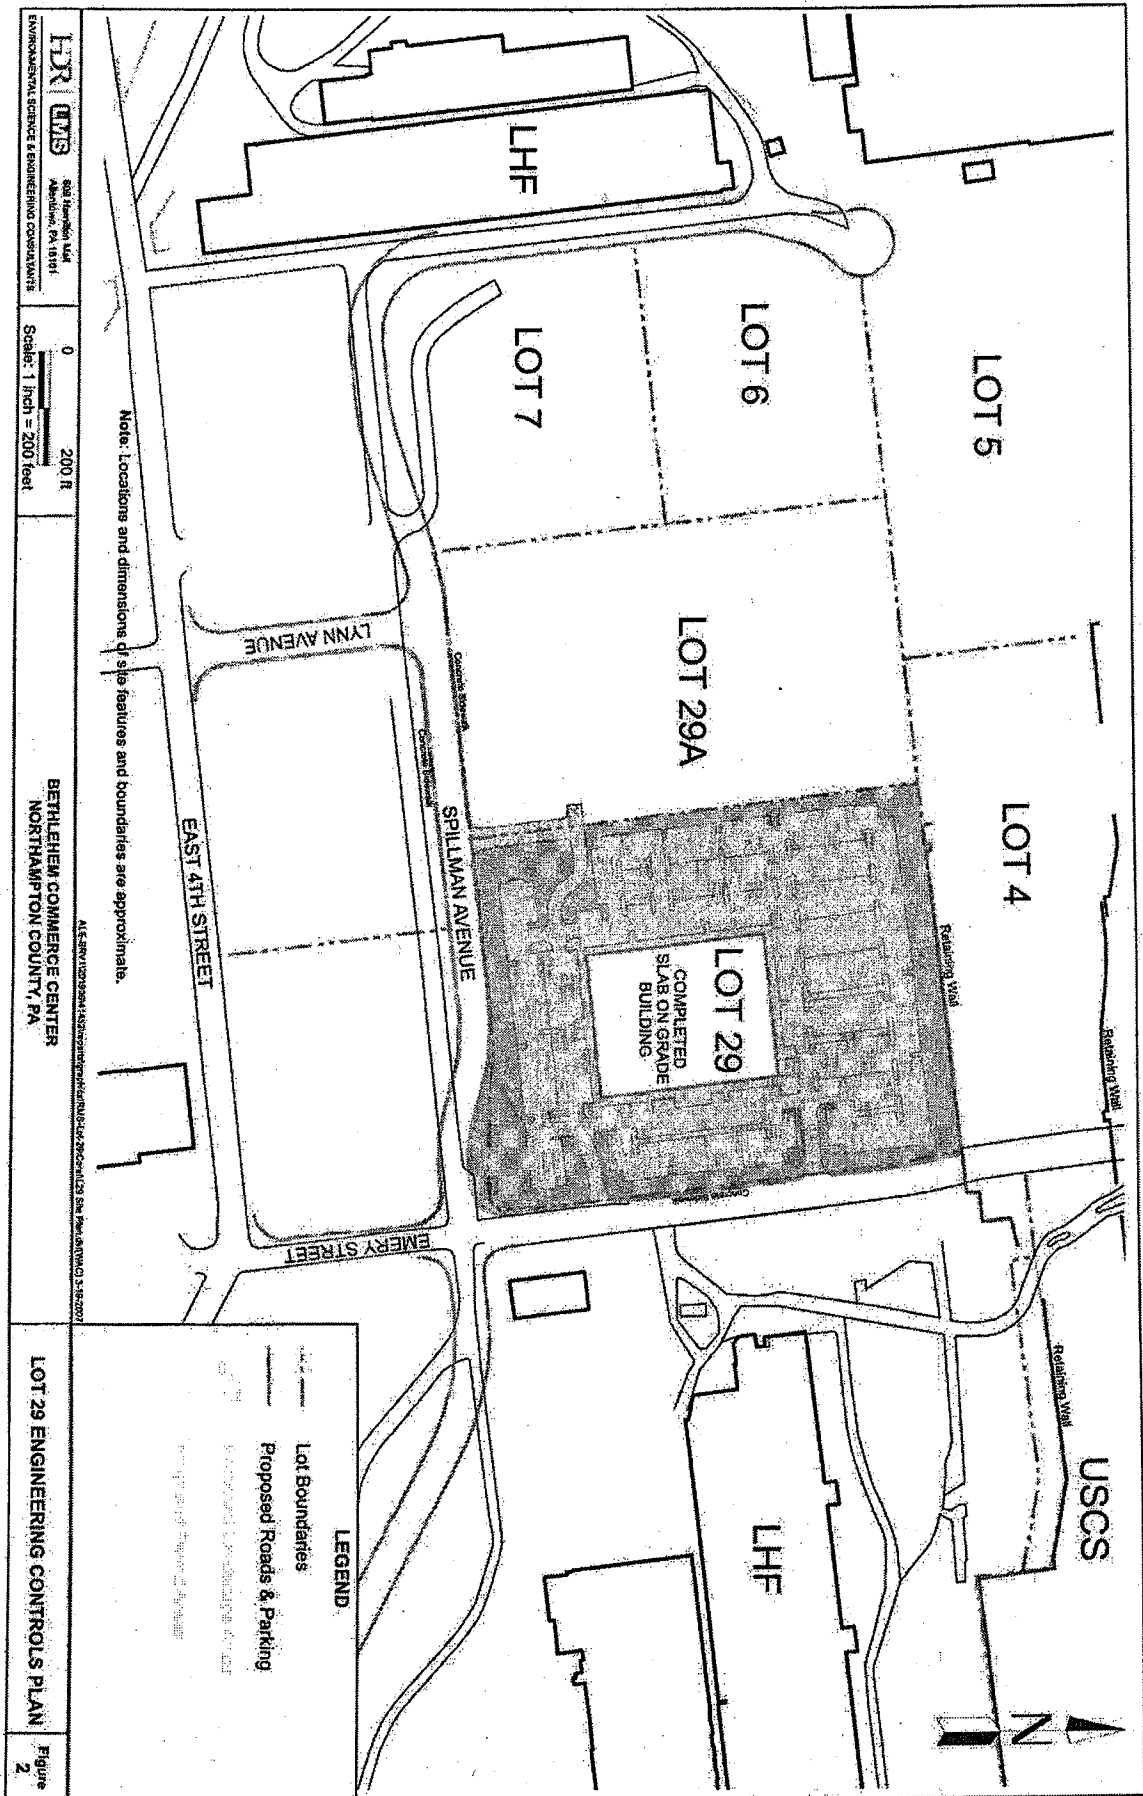 USCS
LOT 5
LOT 4
Retaining Wall
Retaining Wall
Retaining Wall
LHF
LOT 6
LOT 7
LOT 29A
LOT 29
COMPLETED
SLAB ON GRADE
BUILDING
LHF
N
SPILLMAN AVENUE
LYNN AVENUE
EMERY STREET
EAST 4TH STREET
Note: Locations and dimensions of site features and boundaries are approximate.
LEGEND
Lot Boundaries
Proposed Roads & Parking
HDR LMS
Allentown, PA 18101
ENVIRONMENTAL SCIENCE & ENGINEERING CONSULTANTS
0 200 ft
Scale: 1 inch = 200 feet
BETHLEHEM COMMERCE CENTER
NORTHAMPTON COUNTY, PA
LOT 29 ENGINEERING CONTROLS PLAN
Figure
2